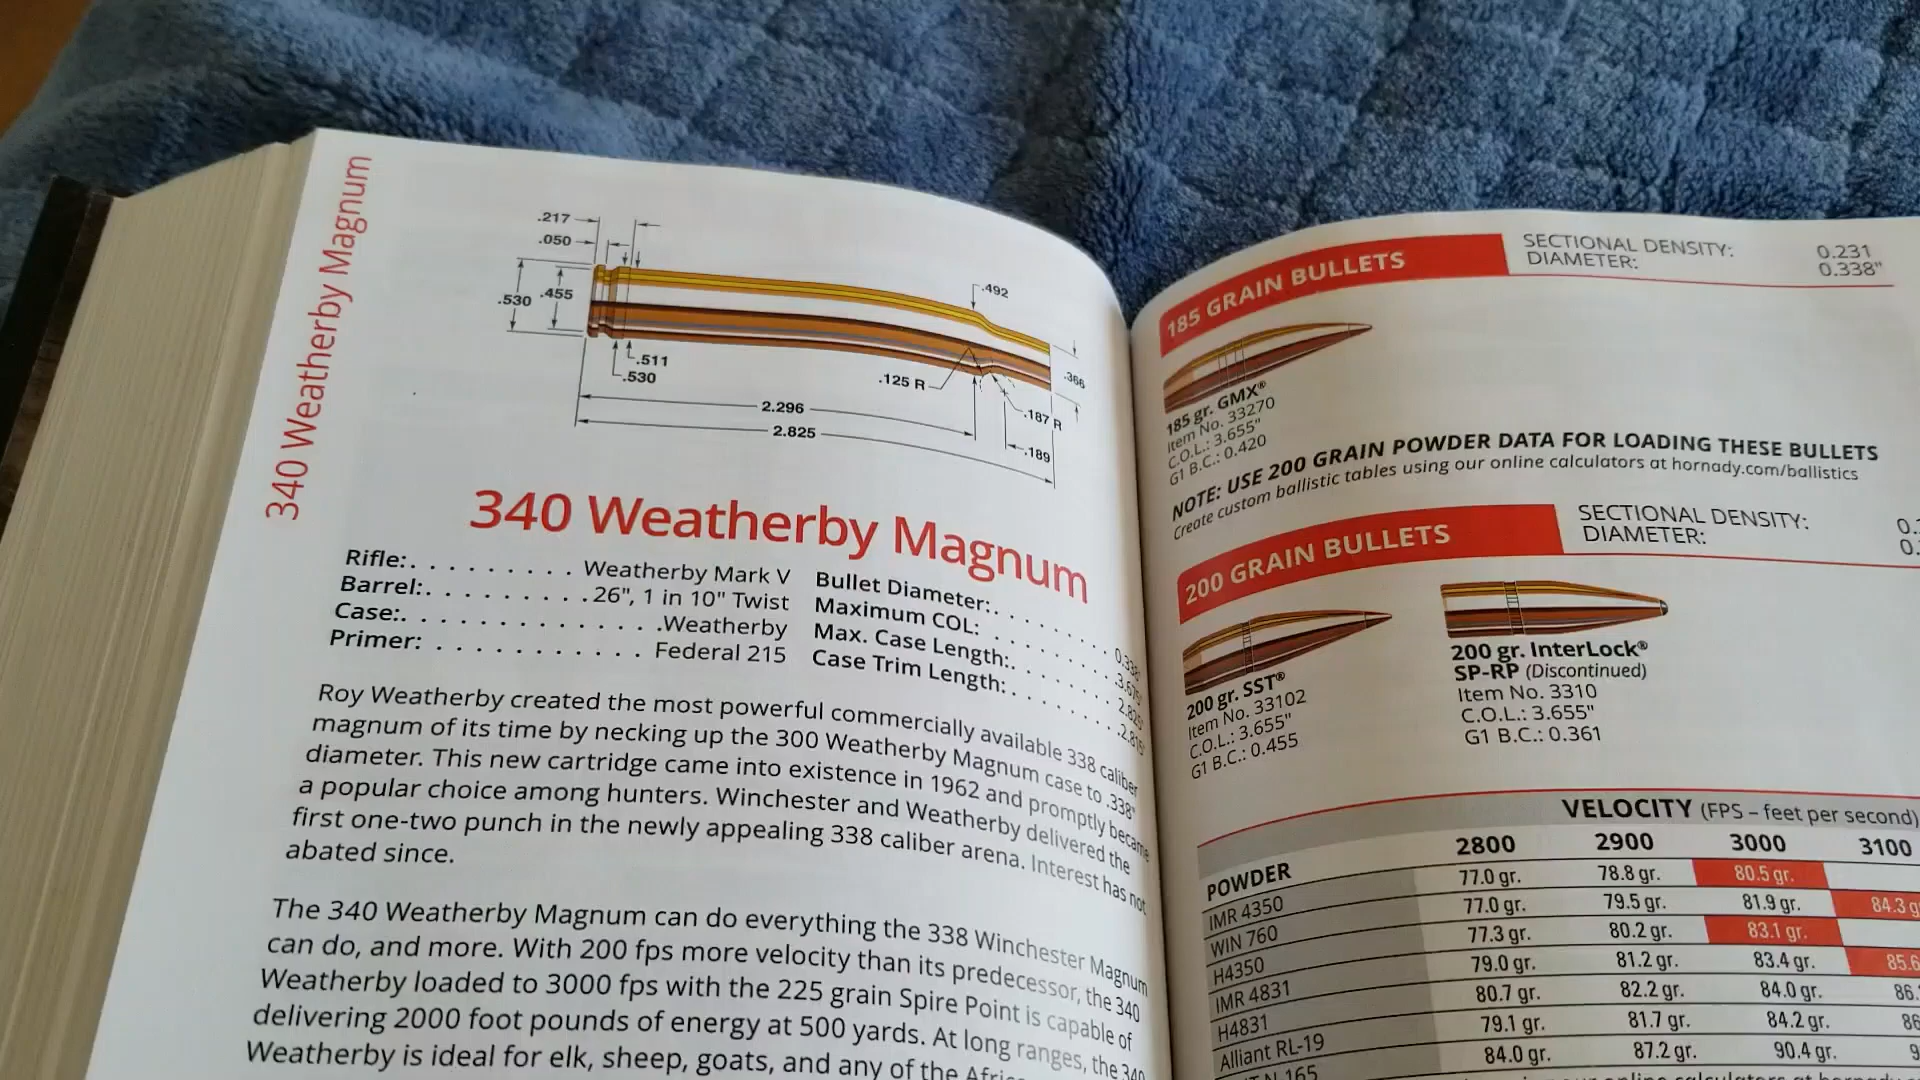 340 Weatherby Magnum
.217
.050
.530
.455
.492
.511
.530
.125 R
.366
2.296
.187 R
2.825
.189
340 Weatherby Magnum
Rifle:. . . . . . . . . . Weatherby Mark V
Barrel:. . . . . . . . . .26", 1 in 10" Twist
Case:. . . . . . . . . . . . . . .Weatherby
Primer: . . . . . . . . . . . . Federal 215
Bullet Diameter:. . . . . . . . 0.338"
Maximum COL: . . . . . . . . .3.675"
Max. Case Length:. . . . . . . 2.825"
Case Trim Length:. . . . . . . .2.815"
Roy Weatherby created the most powerful commercially available 338 caliber
magnum of its time by necking up the 300 Weatherby Magnum case to .338"
diameter. This new cartridge came into existence in 1962 and promptly became
a popular choice among hunters. Winchester and Weatherby delivered the
first one-two punch in the newly appealing 338 caliber arena. Interest has not
abated since.
The 340 Weatherby Magnum can do everything the 338 Winchester Magnum
can do, and more. With 200 fps more velocity than its predecessor, the 340
Weatherby loaded to 3000 fps with the 225 grain Spire Point is capable of
delivering 2000 foot pounds of energy at 500 yards. At long ranges, the 340
Weatherby is ideal for elk, sheep, goats, and any of the
185 GRAIN BULLETS
SECTIONAL DENSITY: 0.231
DIAMETER: 0.338"
185 gr. GMX®
Item No. 33270
C.O.L.: 3.655"
G1 B.C.: 0.420
NOTE: USE 200 GRAIN POWDER DATA FOR LOADING THESE BULLETS
Create custom ballistic tables using our online calculators at hornady.com/ballistics
200 GRAIN BULLETS
SECTIONAL DENSITY:
DIAMETER:
200 gr. SST®
Item No. 33102
C.O.L.: 3.655"
G1 B.C.: 0.455
200 gr. InterLock®
SP-RP (Discontinued)
Item No. 3310
C.O.L.: 3.655"
G1 B.C.: 0.361
VELOCITY (FPS – feet per second)
POWDER 2800 2900 3000 3100
IMR 4350 77.0 gr. 78.8 gr. 80.5 gr.
WIN 760 77.0 gr. 79.5 gr. 81.9 gr. 84.3 g
H4350 77.3 gr. 80.2 gr. 83.1 gr.
IMR 4831 79.0 gr. 81.2 gr. 83.4 gr. 85.6
H4831 80.7 gr. 82.2 gr. 84.0 gr. 86.
Alliant RL-19 79.1 gr. 81.7 gr. 84.2 gr. 86
N-165 84.0 gr. 87.2 gr. 90.4 gr. 9